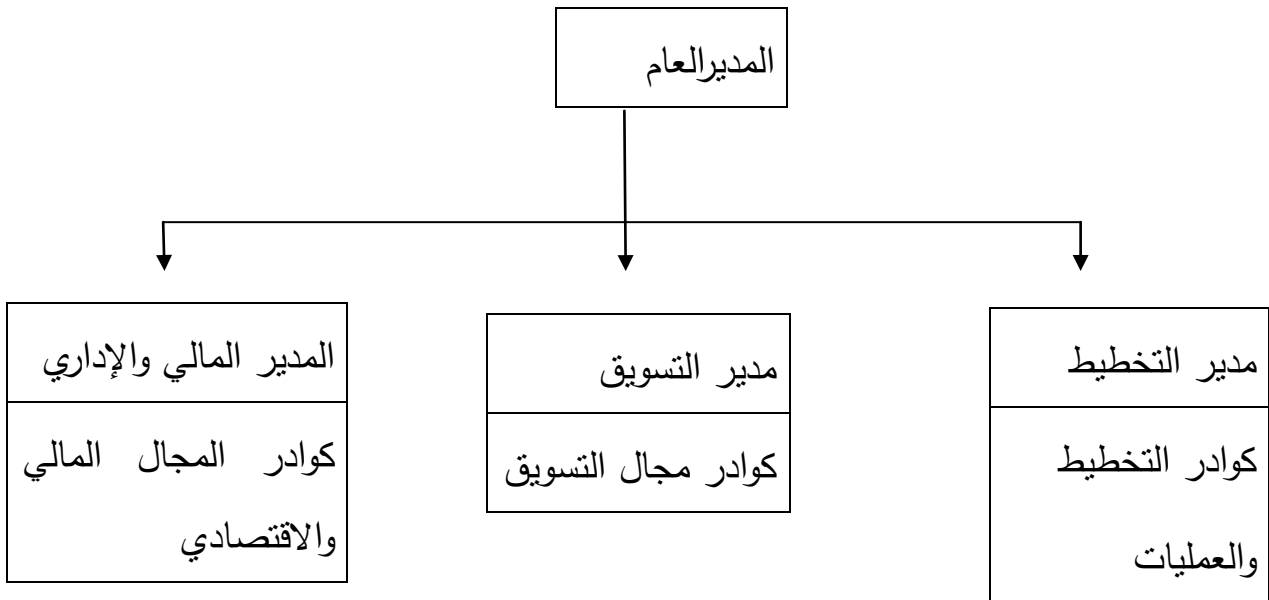 المديرالعام
مدير التخطيط
كوادر التخطيط
والعمليات
مدير التسويق
كوادر مجال التسويق
المدير المالي والإداري
كوادر المجال المالي
والاقتصادي